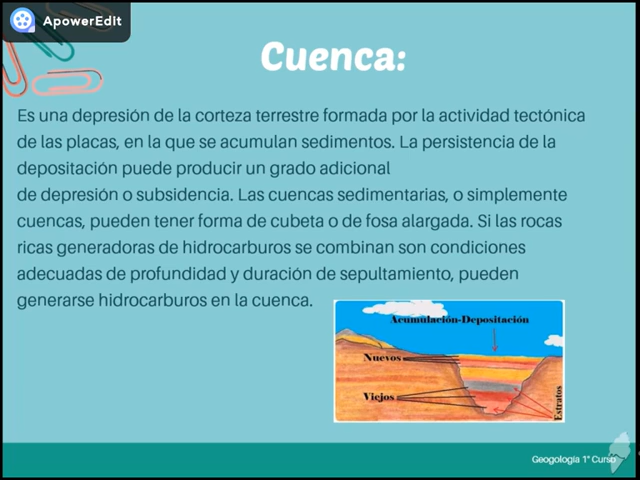 ApowerEdit
Cuenca:
Es una depresión de la corteza terrestre formada por la actividad tectónica
de las placas, en la que se acumulan sedimentos. La persistencia de la
depositación puede producir un grado adicional
de depresión o subsidencia. Las cuencas sedimentarias, o simplemente
cuencas, pueden tener forma de cubeta o de fosa alargada. Si las rocas
ricas generadoras de hidrocarburos se combinan son condiciones
adecuadas de profundidad y duración de sepultamiento, pueden
generarse hidrocarburos en la cuenca.
Acumulación-Depositación
Nuevos
Viejos
Estratos
Geogologia 1° Curso